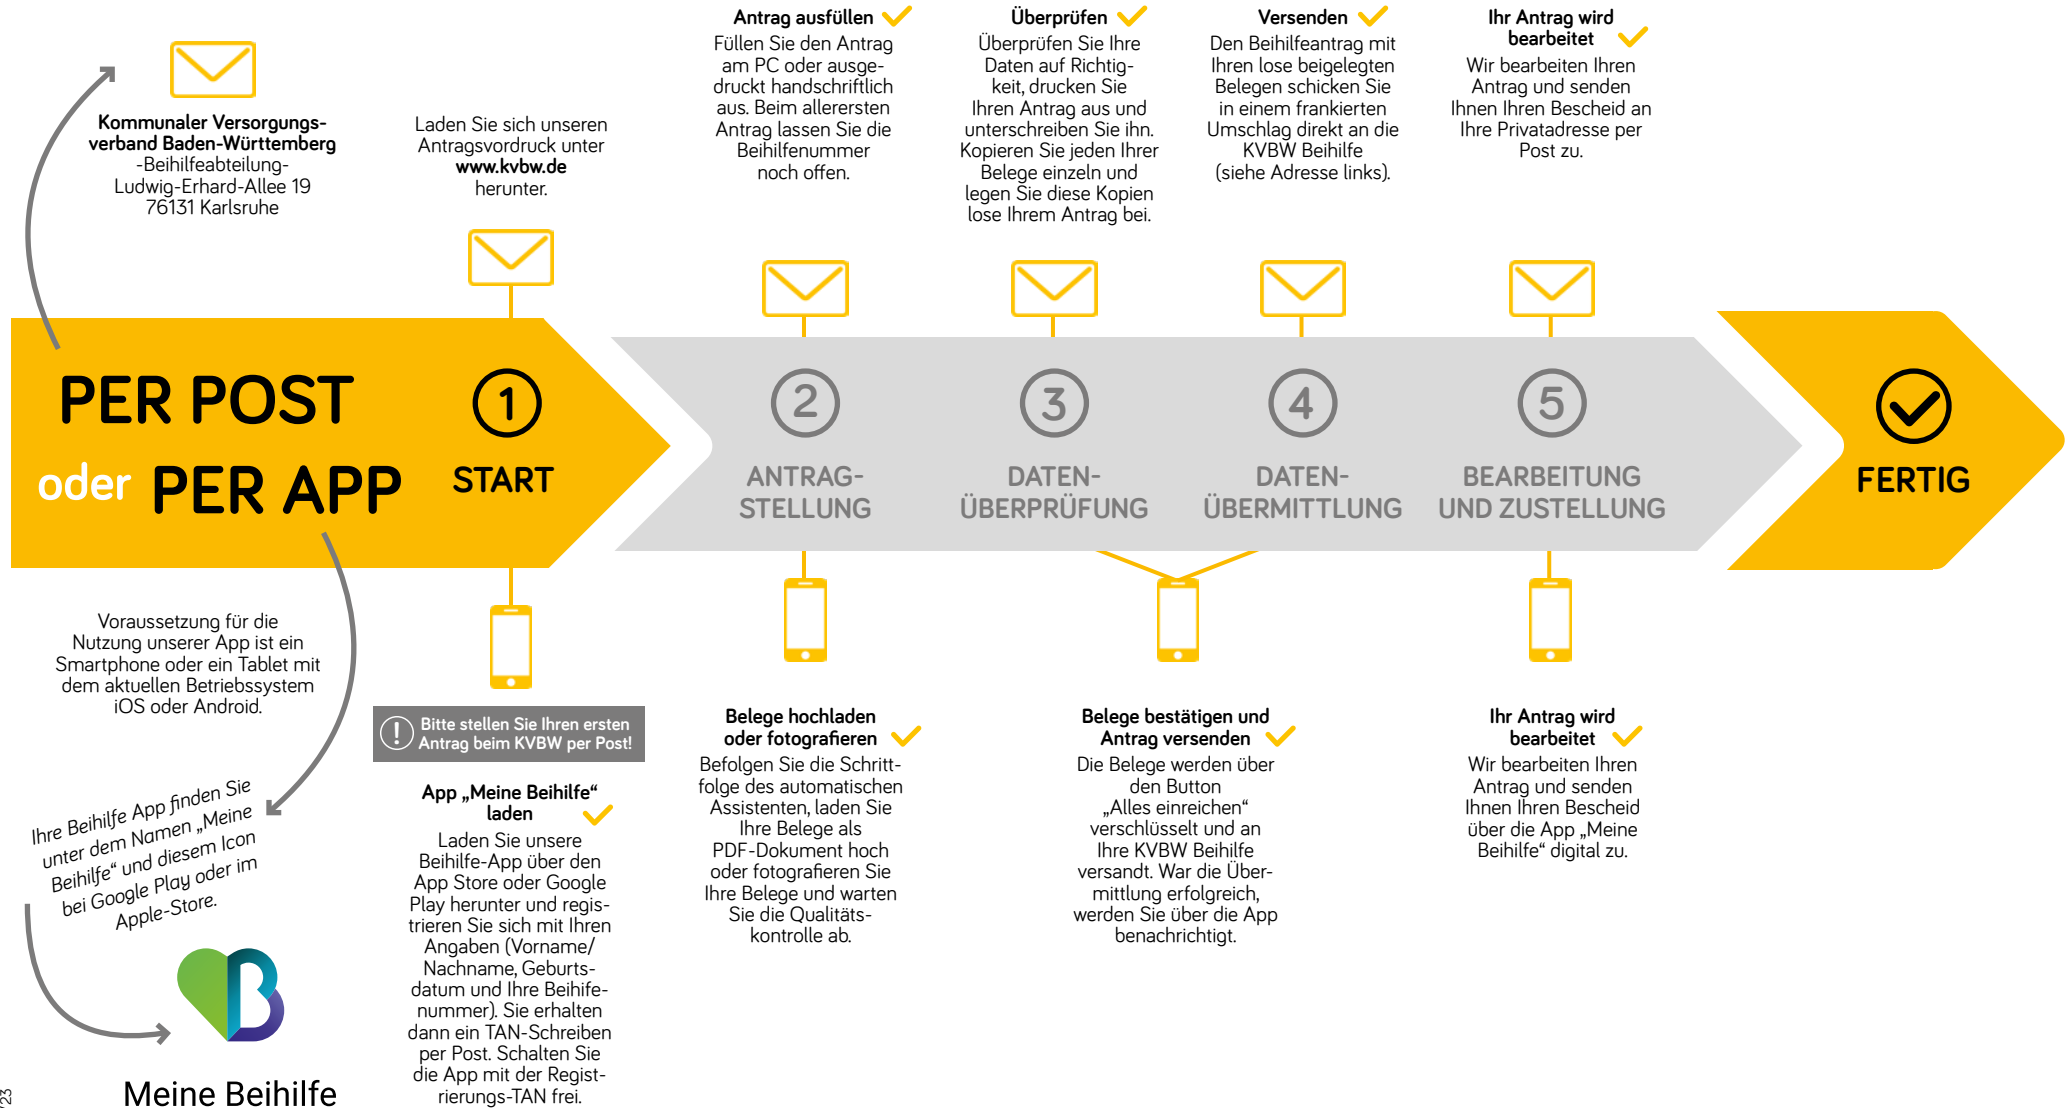 Kommunaler Versorgungs-
verband Baden-Württemberg
-Beihilfeabteilung-
Ludwig-Erhard-Allee 19
76131 Karlsruhe
Laden Sie sich unseren
Antragsvordruck unter
www.kvbw.de
herunter.
Antrag ausfüllen
Füllen Sie den Antrag
am PC oder ausge-
druckt handschriftlich
aus. Beim allerersten
Antrag lassen Sie die
Beihilfenummer
noch offen.
Überprüfen
Überprüfen Sie Ihre
Daten auf Richtig-
keit, drucken Sie
Ihren Antrag aus und
unterschreiben Sie ihn.
Kopieren Sie jeden Ihrer
Belege einzeln und
legen Sie diese Kopien
lose Ihrem Antrag bei.
Versenden
Den Beihilfeantrag mit
Ihren lose beigelegten
Belegen schicken Sie
in einem frankierten
Umschlag direkt an die
KVBW Beihilfe
(siehe Adresse links).
Ihr Antrag wird
bearbeitet
Wir bearbeiten Ihren
Antrag und senden
Ihnen Ihren Bescheid an
Ihre Privatadresse per
Post zu.
PER POST
oder PER APP
1
START
2
ANTRAG-
STELLUNG
3
DATEN-
ÜBERPRÜFUNG
4
DATEN-
ÜBERMITTLUNG
5
BEARBEITUNG
UND ZUSTELLUNG
FERTIG
Voraussetzung für die
Nutzung unserer App ist ein
Smartphone oder ein Tablet mit
dem aktuellen Betriebssystem
iOS oder Android.
Ihre Beihilfe App finden Sie
unter dem Namen „Meine
Beihilfe“ und diesem Icon
bei Google Play oder im
Apple-Store.
B
Meine Beihilfe
! Bitte stellen Sie Ihren ersten
Antrag beim KVBW per Post!
App „Meine Beihilfe“
laden
Laden Sie unsere
Beihilfe-App über den
App Store oder Google
Play herunter und regis-
trieren Sie sich mit Ihren
Angaben (Vorname/
Nachname, Geburts-
datum und Ihre Beihife-
nummer). Sie erhalten
dann ein TAN-Schreiben
per Post. Schalten Sie
die App mit der Regist-
rierungs-TAN frei.
Belege hochladen
oder fotografieren
Befolgen Sie die Schritt-
folge des automatischen
Assistenten, laden Sie
Ihre Belege als
PDF-Dokument hoch
oder fotografieren Sie
Ihre Belege und warten
Sie die Qualitäts-
kontrolle ab.
Belege bestätigen und
Antrag versenden
Die Belege werden über
den Button
„Alles einreichen“
verschlüsselt und an
Ihre KVBW Beihilfe
versandt. War die Über-
mittlung erfolgreich,
werden Sie über die App
benachrichtigt.
Ihr Antrag wird
bearbeitet
Wir bearbeiten Ihren
Antrag und senden
Ihnen Ihren Bescheid
über die App „Meine
Beihilfe“ digital zu.